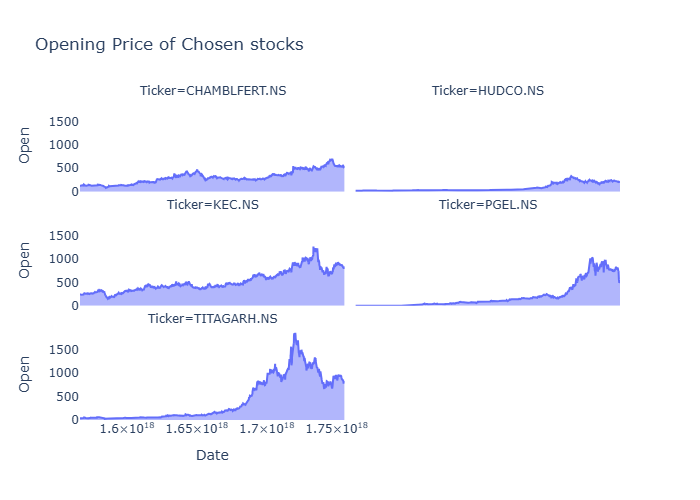 Opening Price of Chosen stocks
Ticker=CHAMBLFERT.NS
Ticker=HUDCO.NS
1500
1000
500
0
Open
Ticker=KEC.NS
Ticker=PGEL.NS
1500
1000
500
0
Open
Ticker=TITAGARH.NS
1500
1000
500
0
Open
1.6×10¹⁸
1.65×10¹⁸
1.7×10¹⁸
1.75×10¹⁸
Date